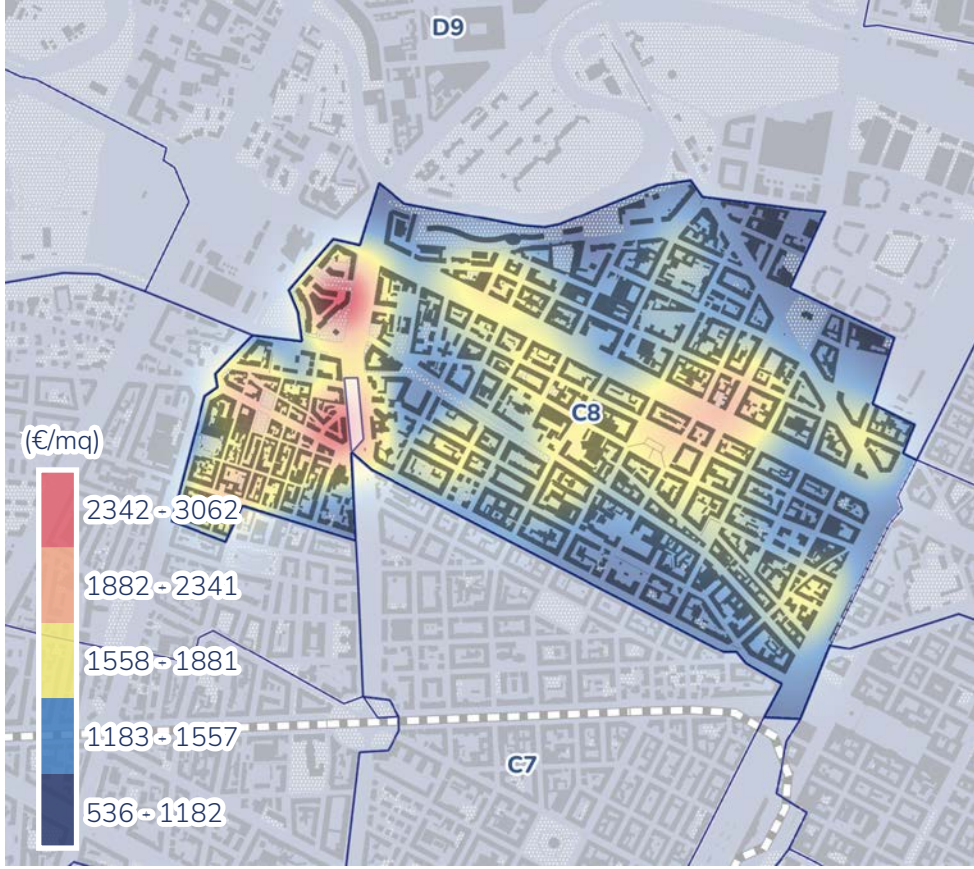 D9
C8
(€/mq)
2342 - 3062
1882 - 2341
1558 - 1881
1183 - 1557
536 - 1182
C7